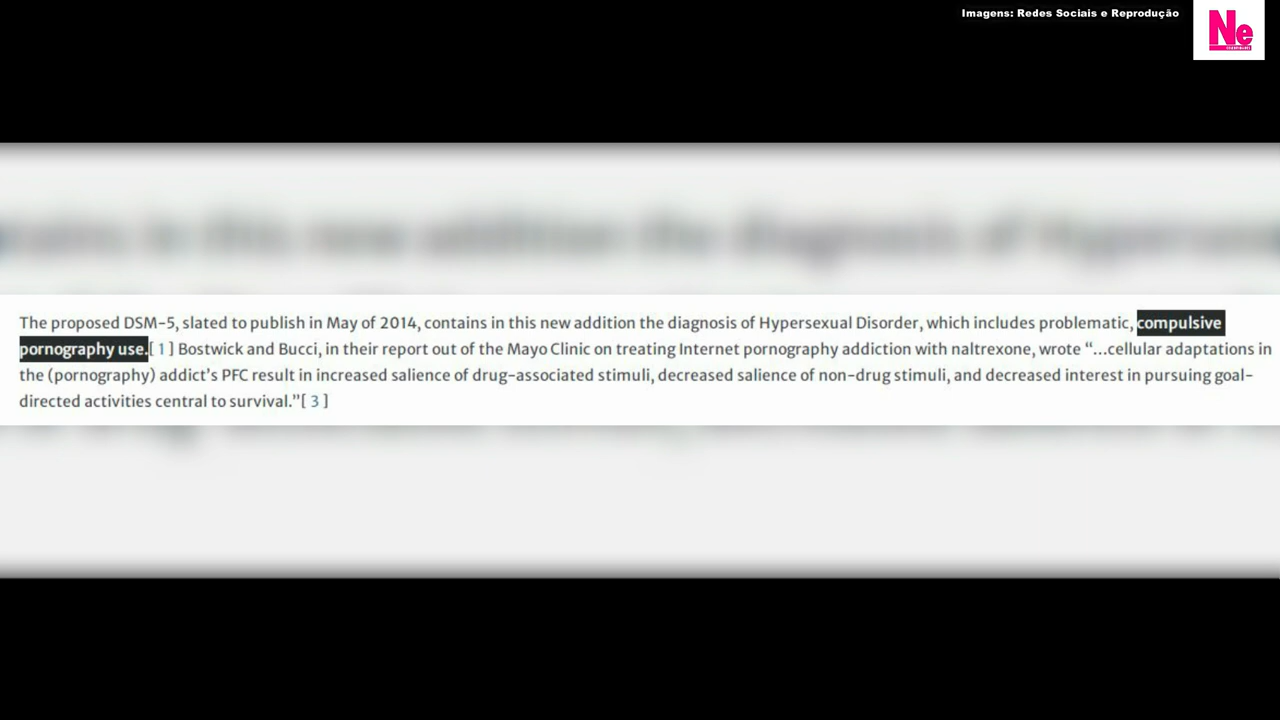 Imagens: Redes Sociais e Reprodução
Ne
The proposed DSM-5, slated to publish in May of 2014, contains in this new addition the diagnosis of Hypersexual Disorder, which includes problematic, compulsive
pornography use.[ 1 ] Bostwick and Bucci, in their report out of the Mayo Clinic on treating Internet pornography addiction with naltrexone, wrote “…cellular adaptations in
the (pornography) addict’s PFC result in increased salience of drug-associated stimuli, decreased salience of non-drug stimuli, and decreased interest in pursuing goal-
directed activities central to survival.”[ 3 ]